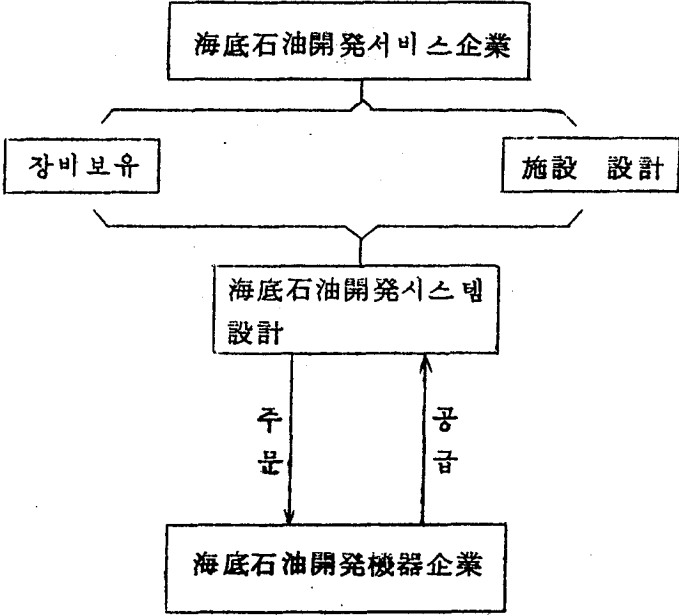 海底石油開発서비스企業
장비보유
施設 設計
海底石油開発시스템
設計
주문
공급
海底石油開発機器企業